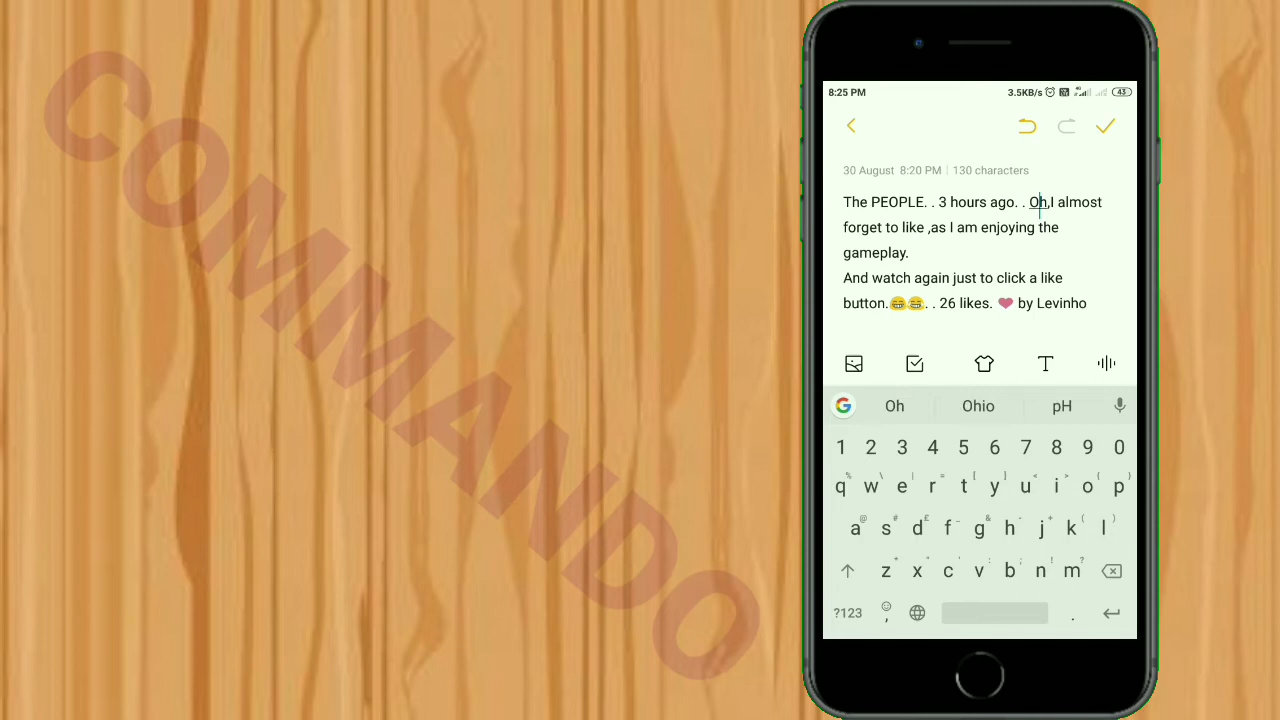 COMMANDO
8:25 PM 3.5KB/s 43
30 August 8:20 PM | 130 characters
The PEOPLE. . 3 hours ago. . Oh,I almost
forget to like ,as I am enjoying the
gameplay.
And watch again just to click a like
button.😂😂. . 26 likes. ❤ by Levinho
T
G Oh Ohio pH
1 2 3 4 5 6 7 8 9 0
q w e r t y u i o p
a s d f g h j k l
z x c v b n m
?123 , .